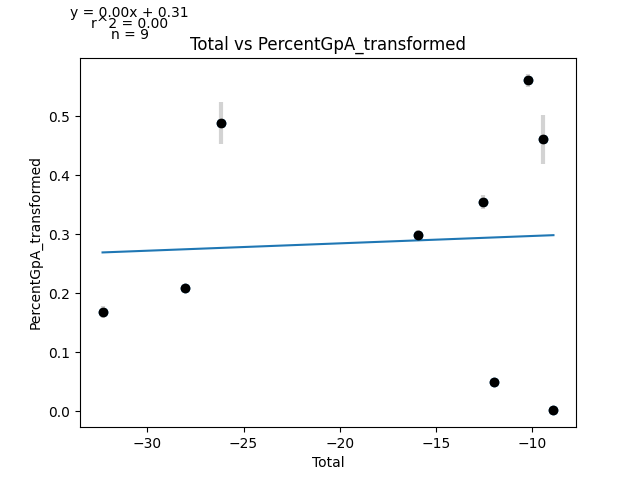 y = 0.00x + 0.31
r^2 = 0.00
n = 9
Total vs PercentGpA_transformed
PercentGpA_transformed
0.5
0.4
0.3
0.2
0.1
0.0
−30
−25
−20
−15
−10
Total